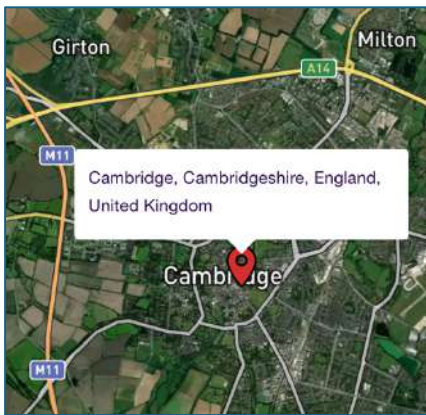 Girton
Milton
A14
M11
Cambridge, Cambridgeshire, England,
United Kingdom
Cambridge
M11